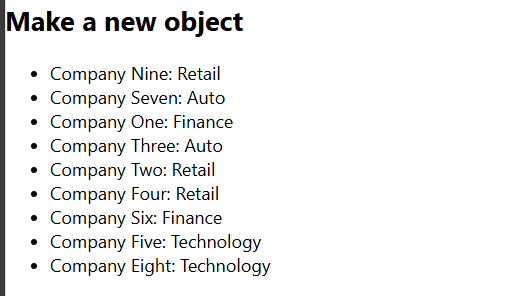 Make a new object
Company Nine: Retail
Company Seven: Auto
Company One: Finance
Company Three: Auto
Company Two: Retail
Company Four: Retail
Company Six: Finance
Company Five: Technology
Company Eight: Technology